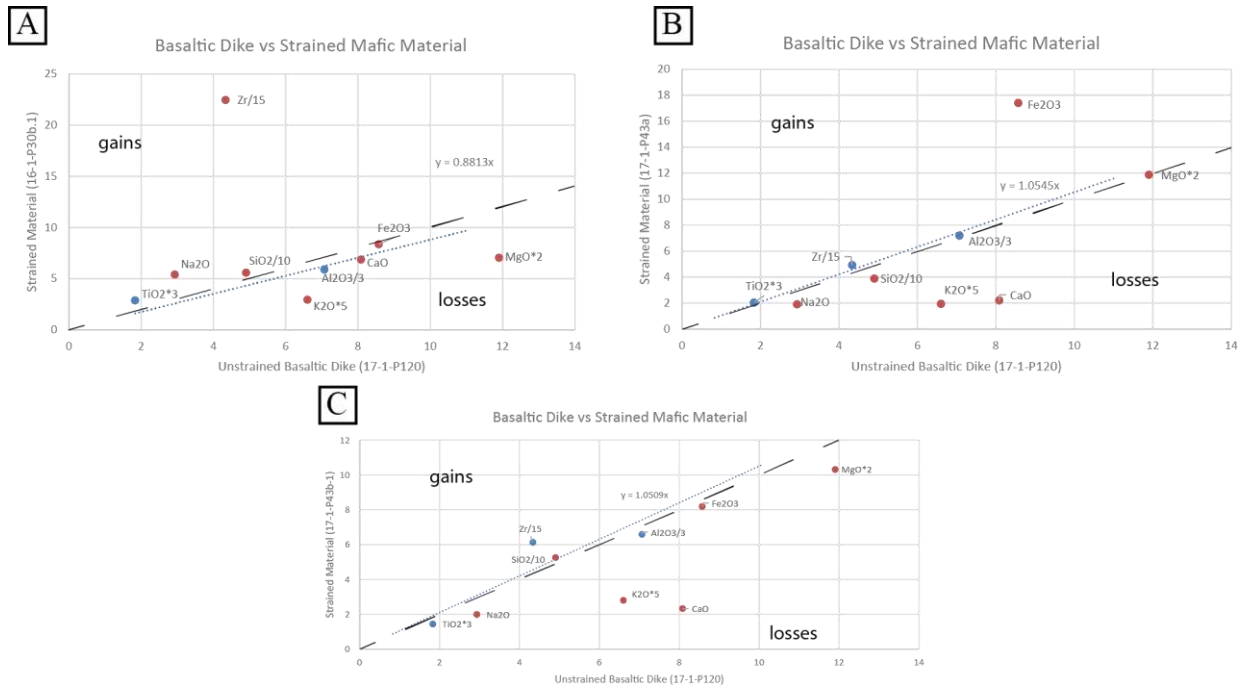 A
Basaltic Dike vs Strained Mafic Material
Strained Material (16-1-P30b.1)
25
20
15
10
5
0
gains
losses
Zr/15
y = 0.8813x
Fe2O3
Na2O
SiO2/10
CaO
MgO*2
Al2O3/3
TiO2*3
K2O*5
0 2 4 6 8 10 12 14
Unstrained Basaltic Dike (17-1-P120)
B
Basaltic Dike vs Strained Mafic Material
Strained Material (17-1-P43a)
20
18
16
14
12
10
8
6
4
2
0
gains
losses
Fe2O3
y = 1.0545x
MgO*2
Al2O3/3
Zr/15
SiO2/10
TiO2*3
Na2O
K2O*5
CaO
0 2 4 6 8 10 12 14
Unstrained Basaltic Dike (17-1-P120)
C
Basaltic Dike vs Strained Mafic Material
Strained Material (17-1-P43b-1)
12
10
8
6
4
2
0
gains
losses
MgO*2
y = 1.0509x
Fe2O3
Zr/15
Al2O3/3
SiO2/10
K2O*5
CaO
Na2O
TiO2*3
0 2 4 6 8 10 12 14
Unstrained Basaltic Dike (17-1-P120)